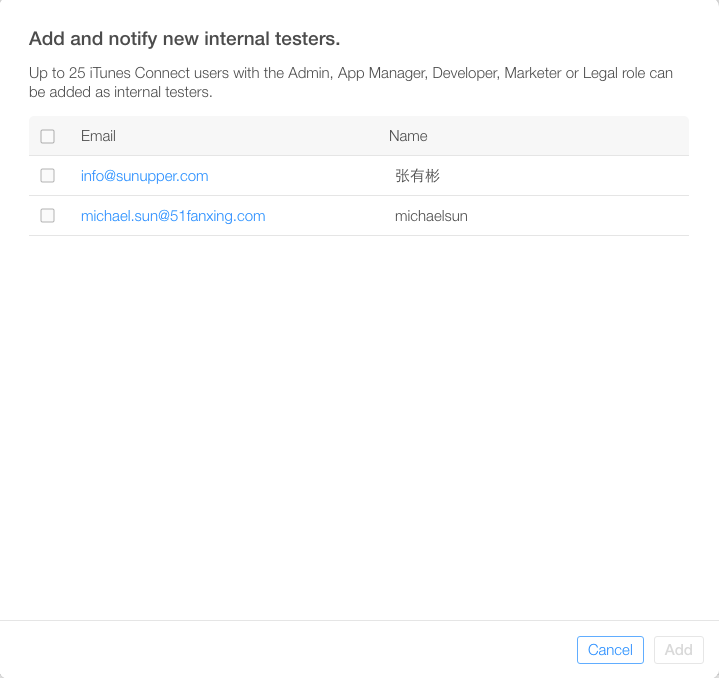 Add and notify new internal testers.
Up to 25 iTunes Connect users with the Admin, App Manager, Developer, Marketer or Legal role can
be added as internal testers.
Email Name
info@sunupper.com 张有彬
michael.sun@51fanxing.com michaelsun
Cancel Add